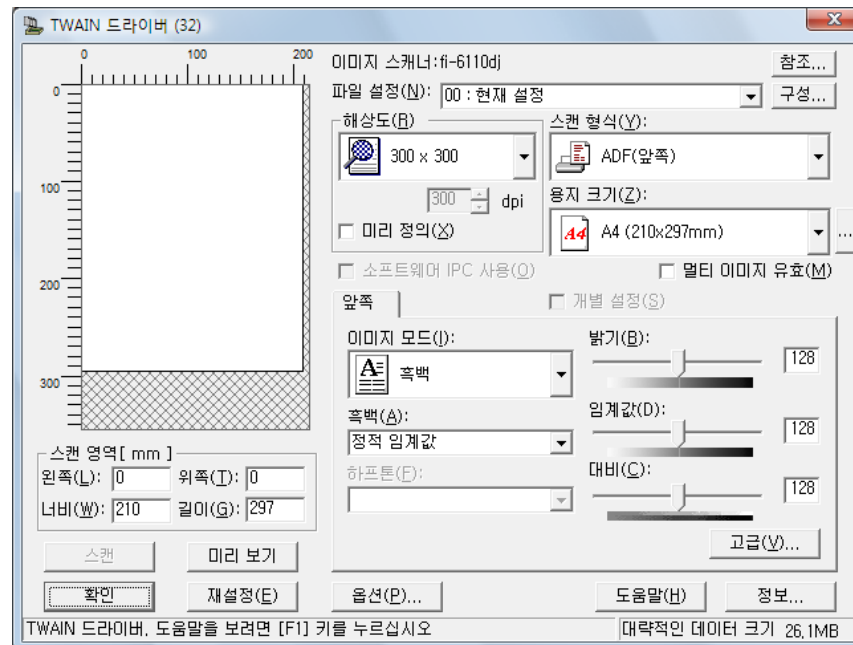 TWAIN 드라이버 (32)
0 100 200
0
100
200
300
이미지 스캐너:fi-6110dj
참조...
파일 설정(N): 00 : 현재 설정
구성...
해상도(R)
300 x 300
300 dpi
미리 정의(X)
스캔 형식(Y):
ADF(앞쪽)
용지 크기(Z):
A4
A4 (210x297mm)
...
소프트웨어 IPC 사용(O)
멀티 이미지 유효(M)
앞쪽
개별 설정(S)
이미지 모드(I):
흑백
흑백(A):
정적 임계값
하프톤(F):
밝기(B):
128
임계값(D):
128
대비(C):
128
고급(V)...
스캔 영역[ mm ]
왼쪽(L): 0 위쪽(T): 0
너비(W): 210 길이(G): 297
스캔 미리 보기
확인 재설정(E) 옵션(P)... 도움말(H) 정보...
TWAIN 드라이버, 도움말을 보려면 [F1] 키를 누르십시오 대략적인 데이터 크기 26,1MB